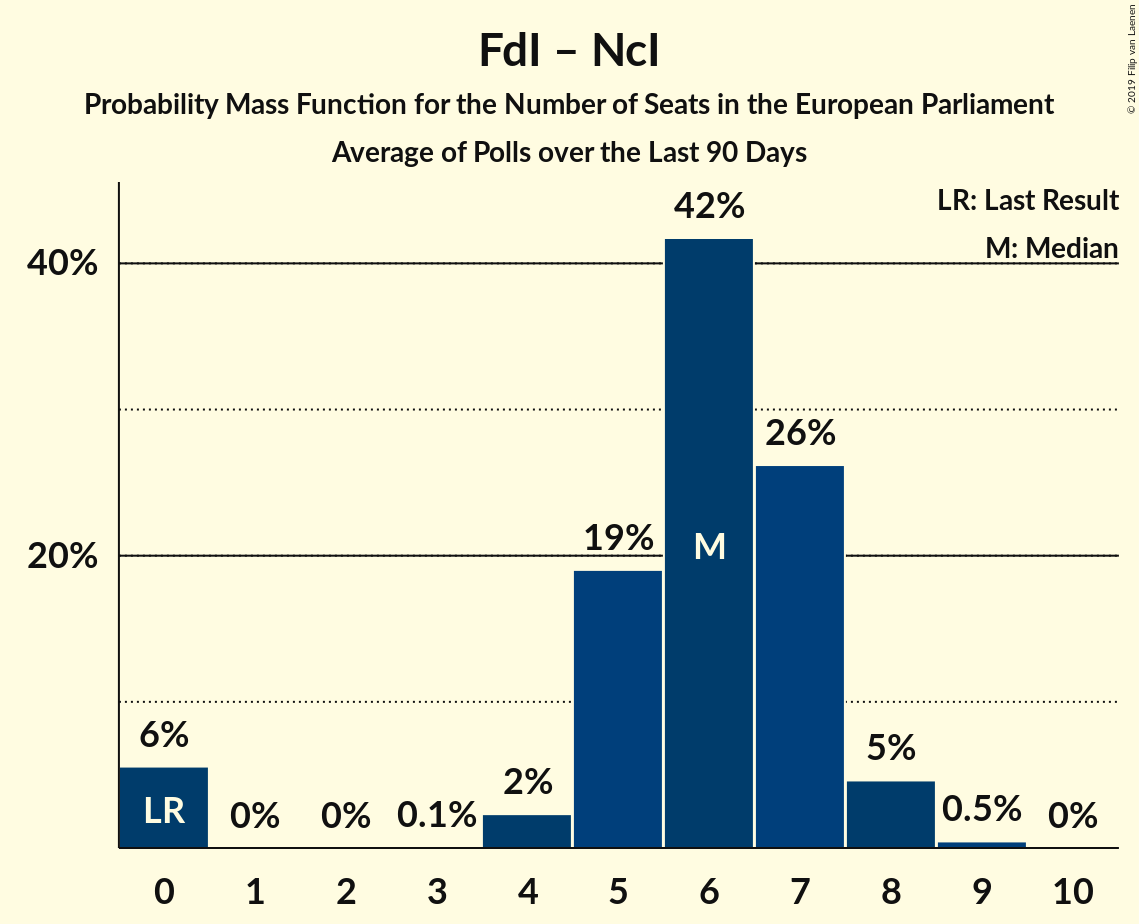 FdI – NcI
Probability Mass Function for the Number of Seats in the European Parliament
Average of Polls over the Last 90 Days
© 2019 Filip van Laenen
LR: Last Result
M: Median
40%
20%
6%
0%
0%
0.1%
2%
19%
42%
26%
5%
0.5%
0%
LR
M
0 1 2 3 4 5 6 7 8 9 10